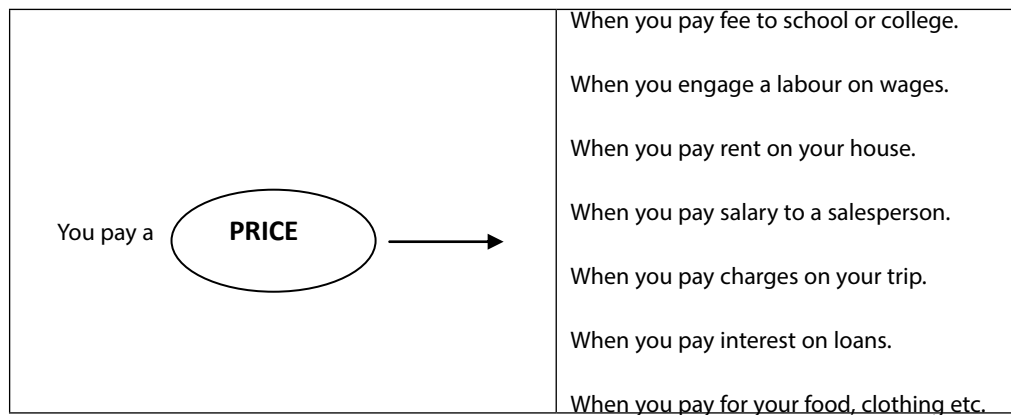 You pay a PRICE
When you pay fee to school or college.
When you engage a labour on wages.
When you pay rent on your house.
When you pay salary to a salesperson.
When you pay charges on your trip.
When you pay interest on loans.
When you pay for your food, clothing etc.